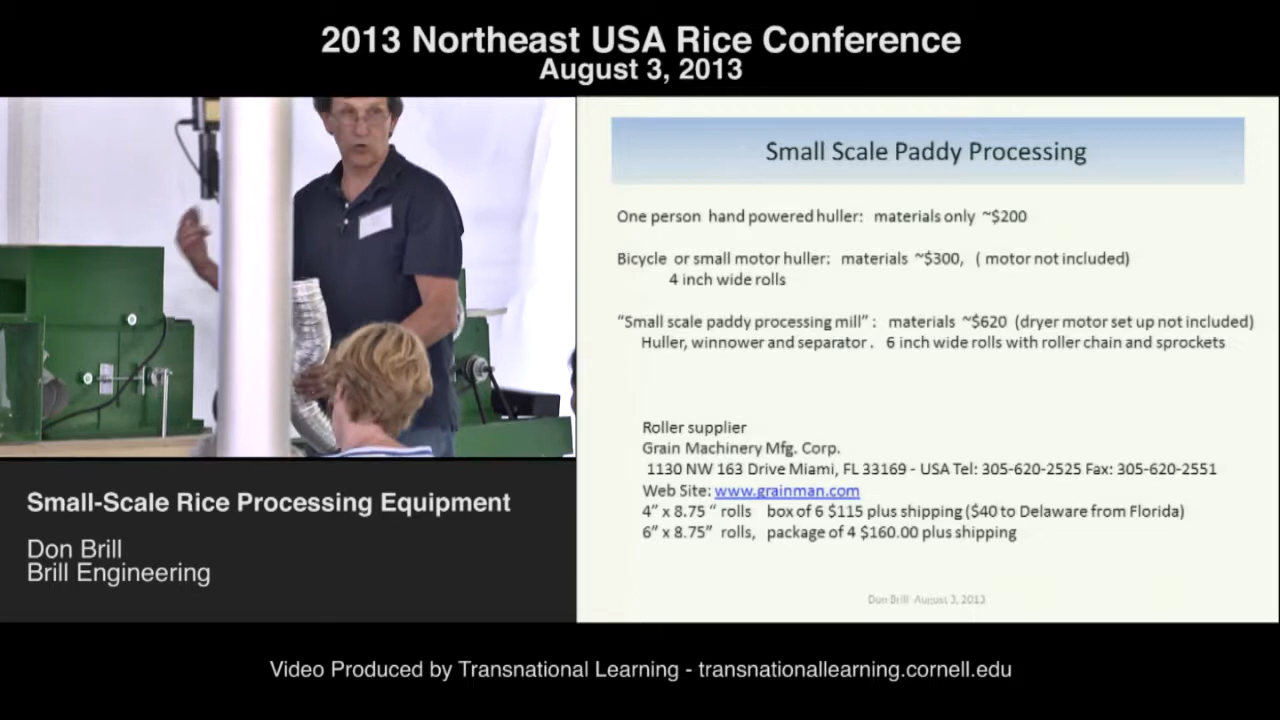 2013 Northeast USA Rice Conference
August 3, 2013
Small Scale Paddy Processing
One person hand powered huller: materials only ~$200
Bicycle or small motor huller: materials ~$300, ( motor not included)
4 inch wide rolls
“Small scale paddy processing mill” : materials ~$620 (dryer motor set up not included)
Huller, winnower and separator . 6 inch wide rolls with roller chain and sprockets
Roller supplier
Grain Machinery Mfg. Corp.
1130 NW 163 Drive Miami, FL 33169 - USA Tel: 305-620-2525 Fax: 305-620-2551
Web Site: www.grainman.com
4” x 8.75 “ rolls box of 6 $115 plus shipping ($40 to Delaware from Florida)
6” x 8.75” rolls, package of 4 $160.00 plus shipping
Don Brill August 3, 2013
Small-Scale Rice Processing Equipment
Don Brill
Brill Engineering
Video Produced by Transnational Learning - transnationallearning.cornell.edu